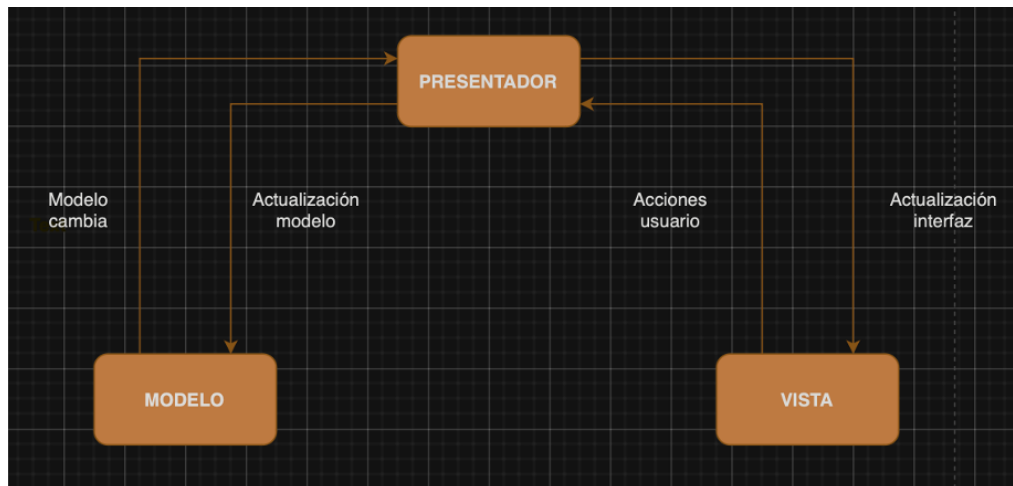 PRESENTADOR
Modelo
cambia
Actualización
modelo
Acciones
usuario
Actualización
interfaz
MODELO
VISTA